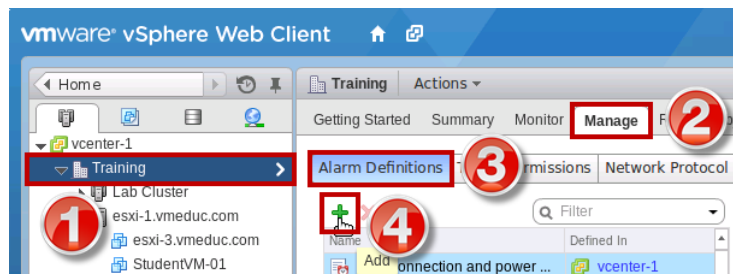 vmware® vSphere Web Client
Home
Training Actions
Getting Started Summary Monitor Manage
2
vcenter-1
Training
Alarm Definitions
3
Network Protocol
Lab Cluster
1
esxi-1.vmeduc.com
4
Filter
esxi-3.vmeduc.com
Name Defined In
StudentVM-01
Add
onnection and power ... vcenter-1